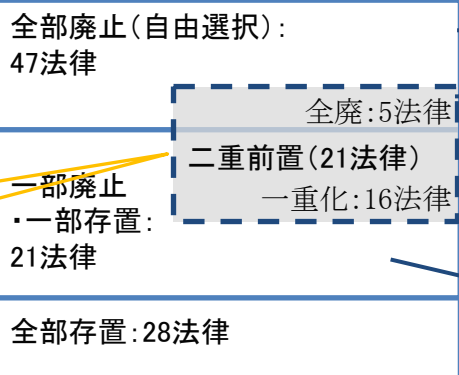 全部廃止(自由選択):
47法律
全廃:5法律
二重前置(21法律)
一重化:16法律
一部廃止
・一部存置:
21法律
全部存置:28法律